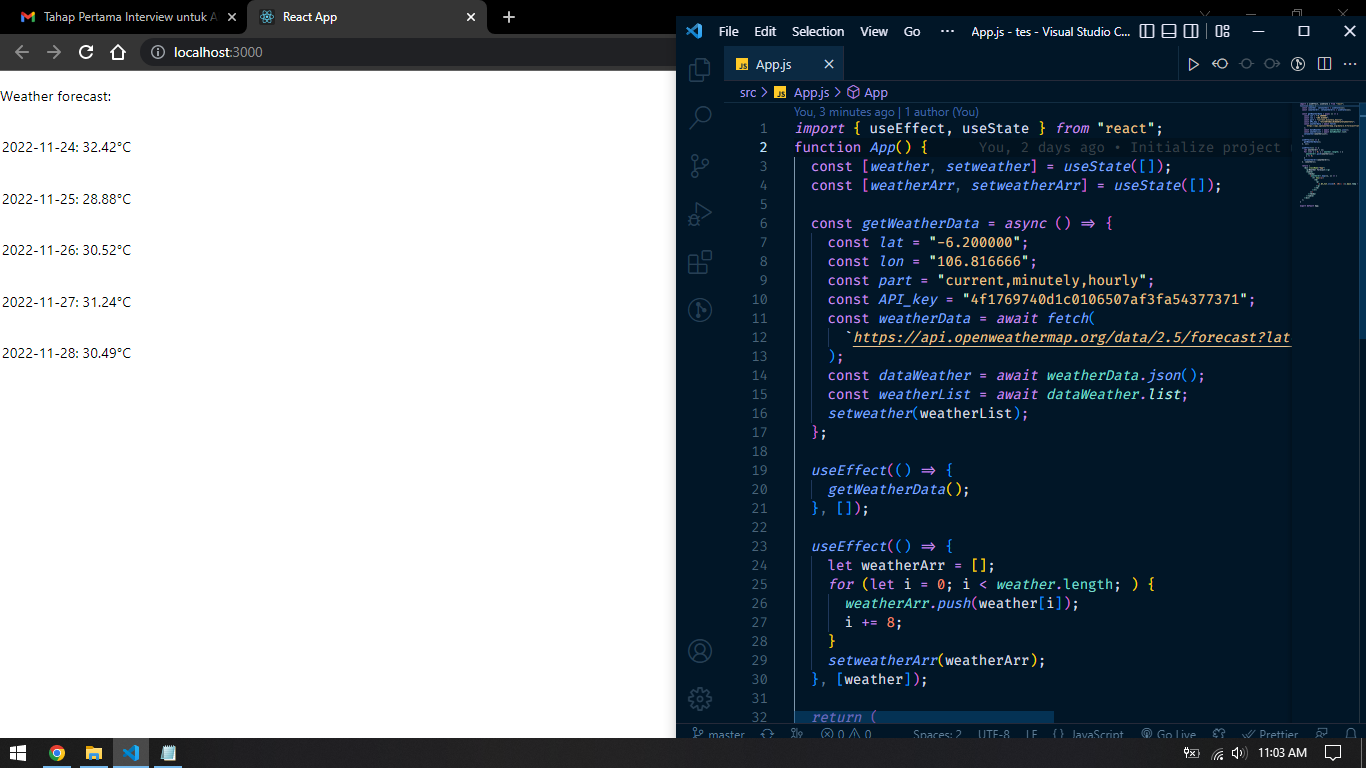 Tahap Pertama Interview untuk A
React App
localhost:3000
Weather forecast:
2022-11-24: 32.42°C
2022-11-25: 28.88°C
2022-11-26: 30.52°C
2022-11-27: 31.24°C
2022-11-28: 30.49°C
File Edit Selection View Go ··· App.js - tes - Visual Studio C...
JS App.js
src > JS App.js > App
You, 3 minutes ago | 1 author (You)
1 import { useEffect, useState } from "react";
2 function App() { You, 2 days ago • Initialize project
3 const [weather, setweather] = useState([]);
4 const [weatherArr, setweatherArr] = useState([]);
5
6 const getWeatherData = async () => {
7 const lat = "-6.200000";
8 const lon = "106.816666";
9 const part = "current,minutely,hourly";
10 const API_key = "4f1769740d1c0106507af3fa54377371";
11 const weatherData = await fetch(
12 `https://api.openweathermap.org/data/2.5/forecast?lat
13 );
14 const dataWeather = await weatherData.json();
15 const weatherList = await dataWeather.list;
16 setweather(weatherList);
17 };
18
19 useEffect(() => {
20 getWeatherData();
21 }, []);
22
23 useEffect(() => {
24 let weatherArr = [];
25 for (let i = 0; i < weather.length; ) {
26 weatherArr.push(weather[i]);
27 i += 8;
28 }
29 setweatherArr(weatherArr);
30 }, [weather]);
31
32 return (
master 0 0 Spaces: 2 UTF-8 LF {} JavaScript Go Live Prettier
11:03 AM